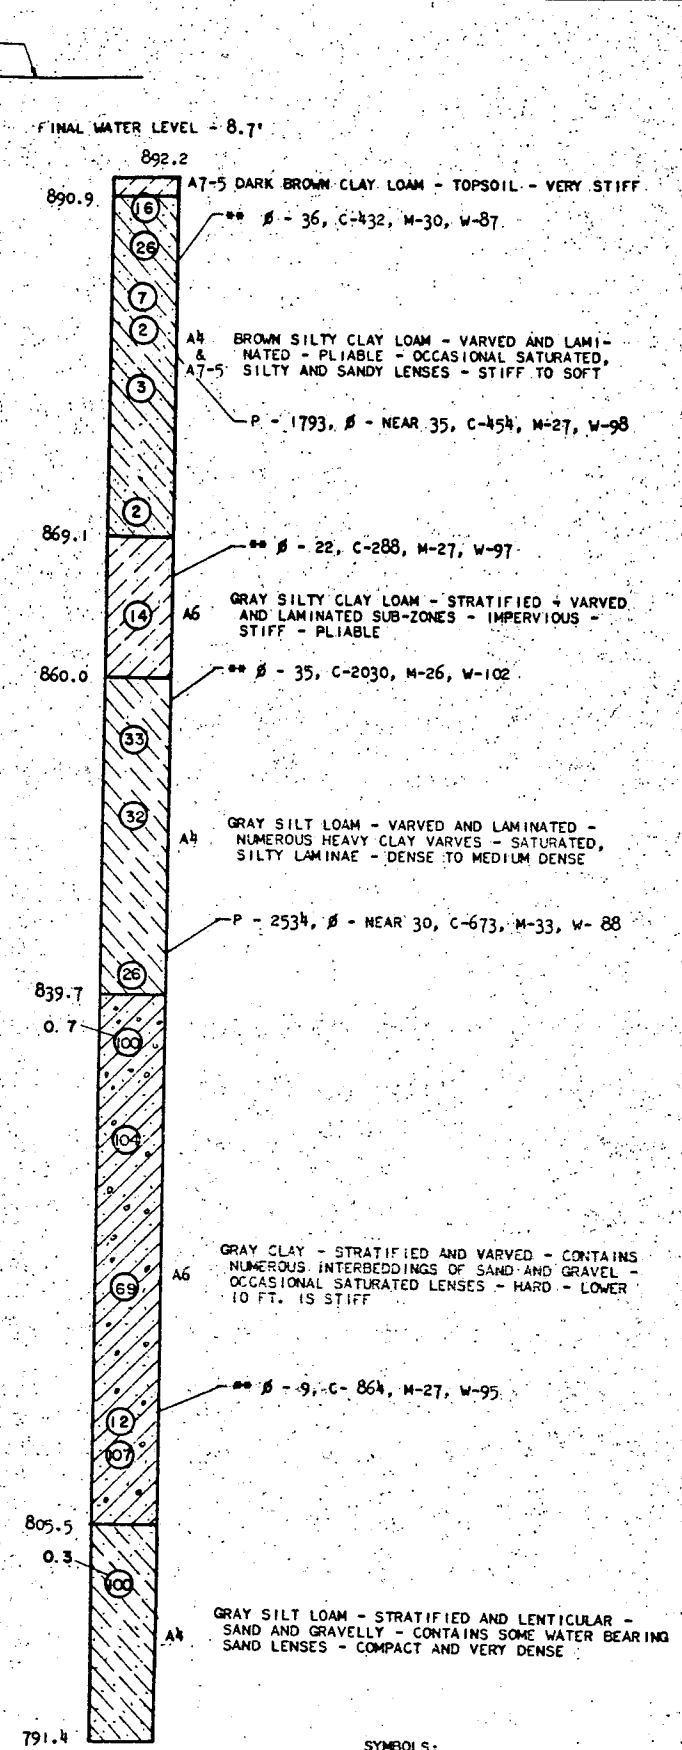 FINAL WATER LEVEL - 8.7'
892.2
A7-5 DARK BROWN CLAY LOAM - TOPSOIL - VERY STIFF
890.9
16
** Ø - 36, C-432, M-30, W-87
26
7
2
A4 & A7-5
BROWN SILTY CLAY LOAM - VARVED AND LAMI-
NATED - PLIABLE - OCCASIONAL SATURATED,
SILTY AND SANDY LENSES - STIFF TO SOFT
3
P - 1793, Ø - NEAR 35, C-454, M-27, W-98
2
869.1
** Ø - 22, C-288, M-27, W-97
14
A6
GRAY SILTY CLAY LOAM - STRATIFIED - VARVED
AND LAMINATED SUB-ZONES - IMPERVIOUS -
STIFF - PLIABLE
860.0
** Ø - 35, C-2030, M-26, W-102
33
32
A4
GRAY SILT LOAM - VARVED AND LAMINATED -
NUMEROUS HEAVY CLAY VARVES - SATURATED,
SILTY LAMINAE - DENSE TO MEDIUM DENSE
P - 2534, Ø - NEAR 30, C-673, M-33, W- 88
26
839.7
0.7
100
104
A6
GRAY CLAY - STRATIFIED AND VARVED - CONTAINS
NUMEROUS INTERBEDDINGS OF SAND AND GRAVEL -
OCCASIONAL SATURATED LENSES - HARD - LOWER
10 FT. IS STIFF
69
** Ø - 9, C- 864, M-27, W-95
12
107
805.5
0.3
100
A4
GRAY SILT LOAM - STRATIFIED AND LENTICULAR -
SAND AND GRAVELLY - CONTAINS SOME WATER BEARING
SAND LENSES - COMPACT AND VERY DENSE
791.4
SYMBOLS: